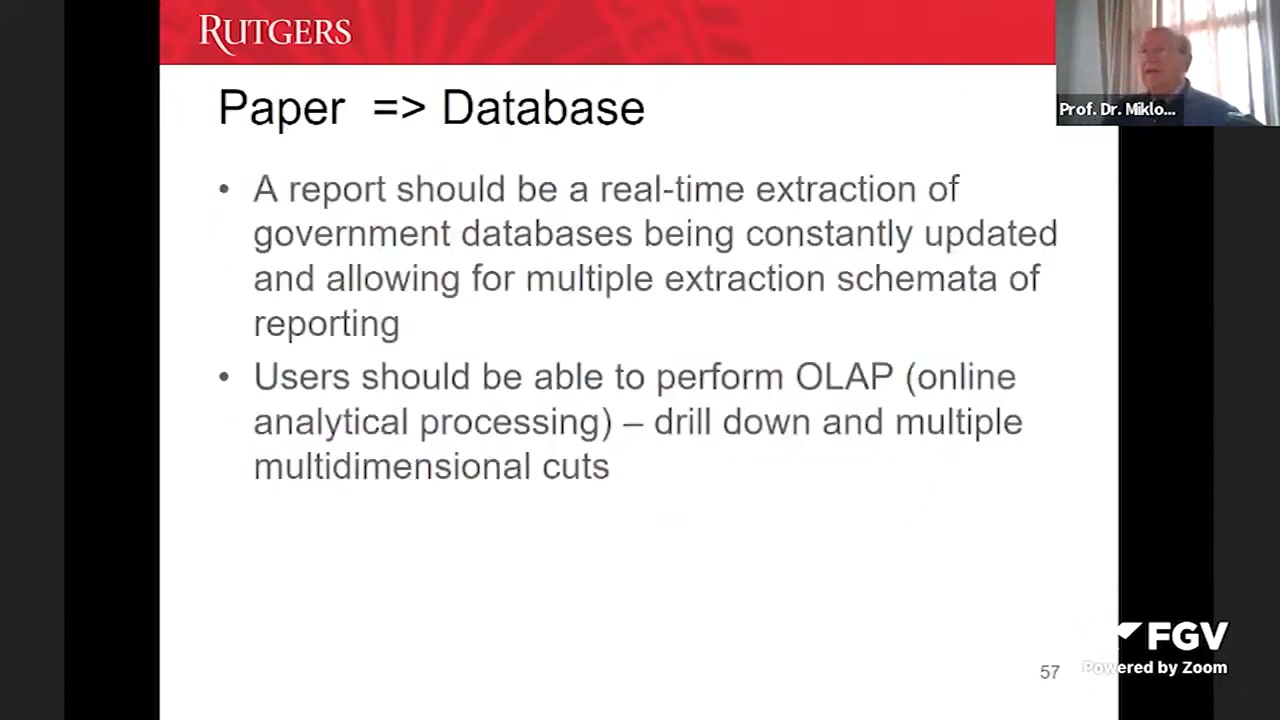 RUTGERS
Prof. Dr. Miklo...
Paper => Database
• A report should be a real-time extraction of
government databases being constantly updated
and allowing for multiple extraction schemata of
reporting
• Users should be able to perform OLAP (online
analytical processing) – drill down and multiple
multidimensional cuts
FGV
Powered by Zoom
57